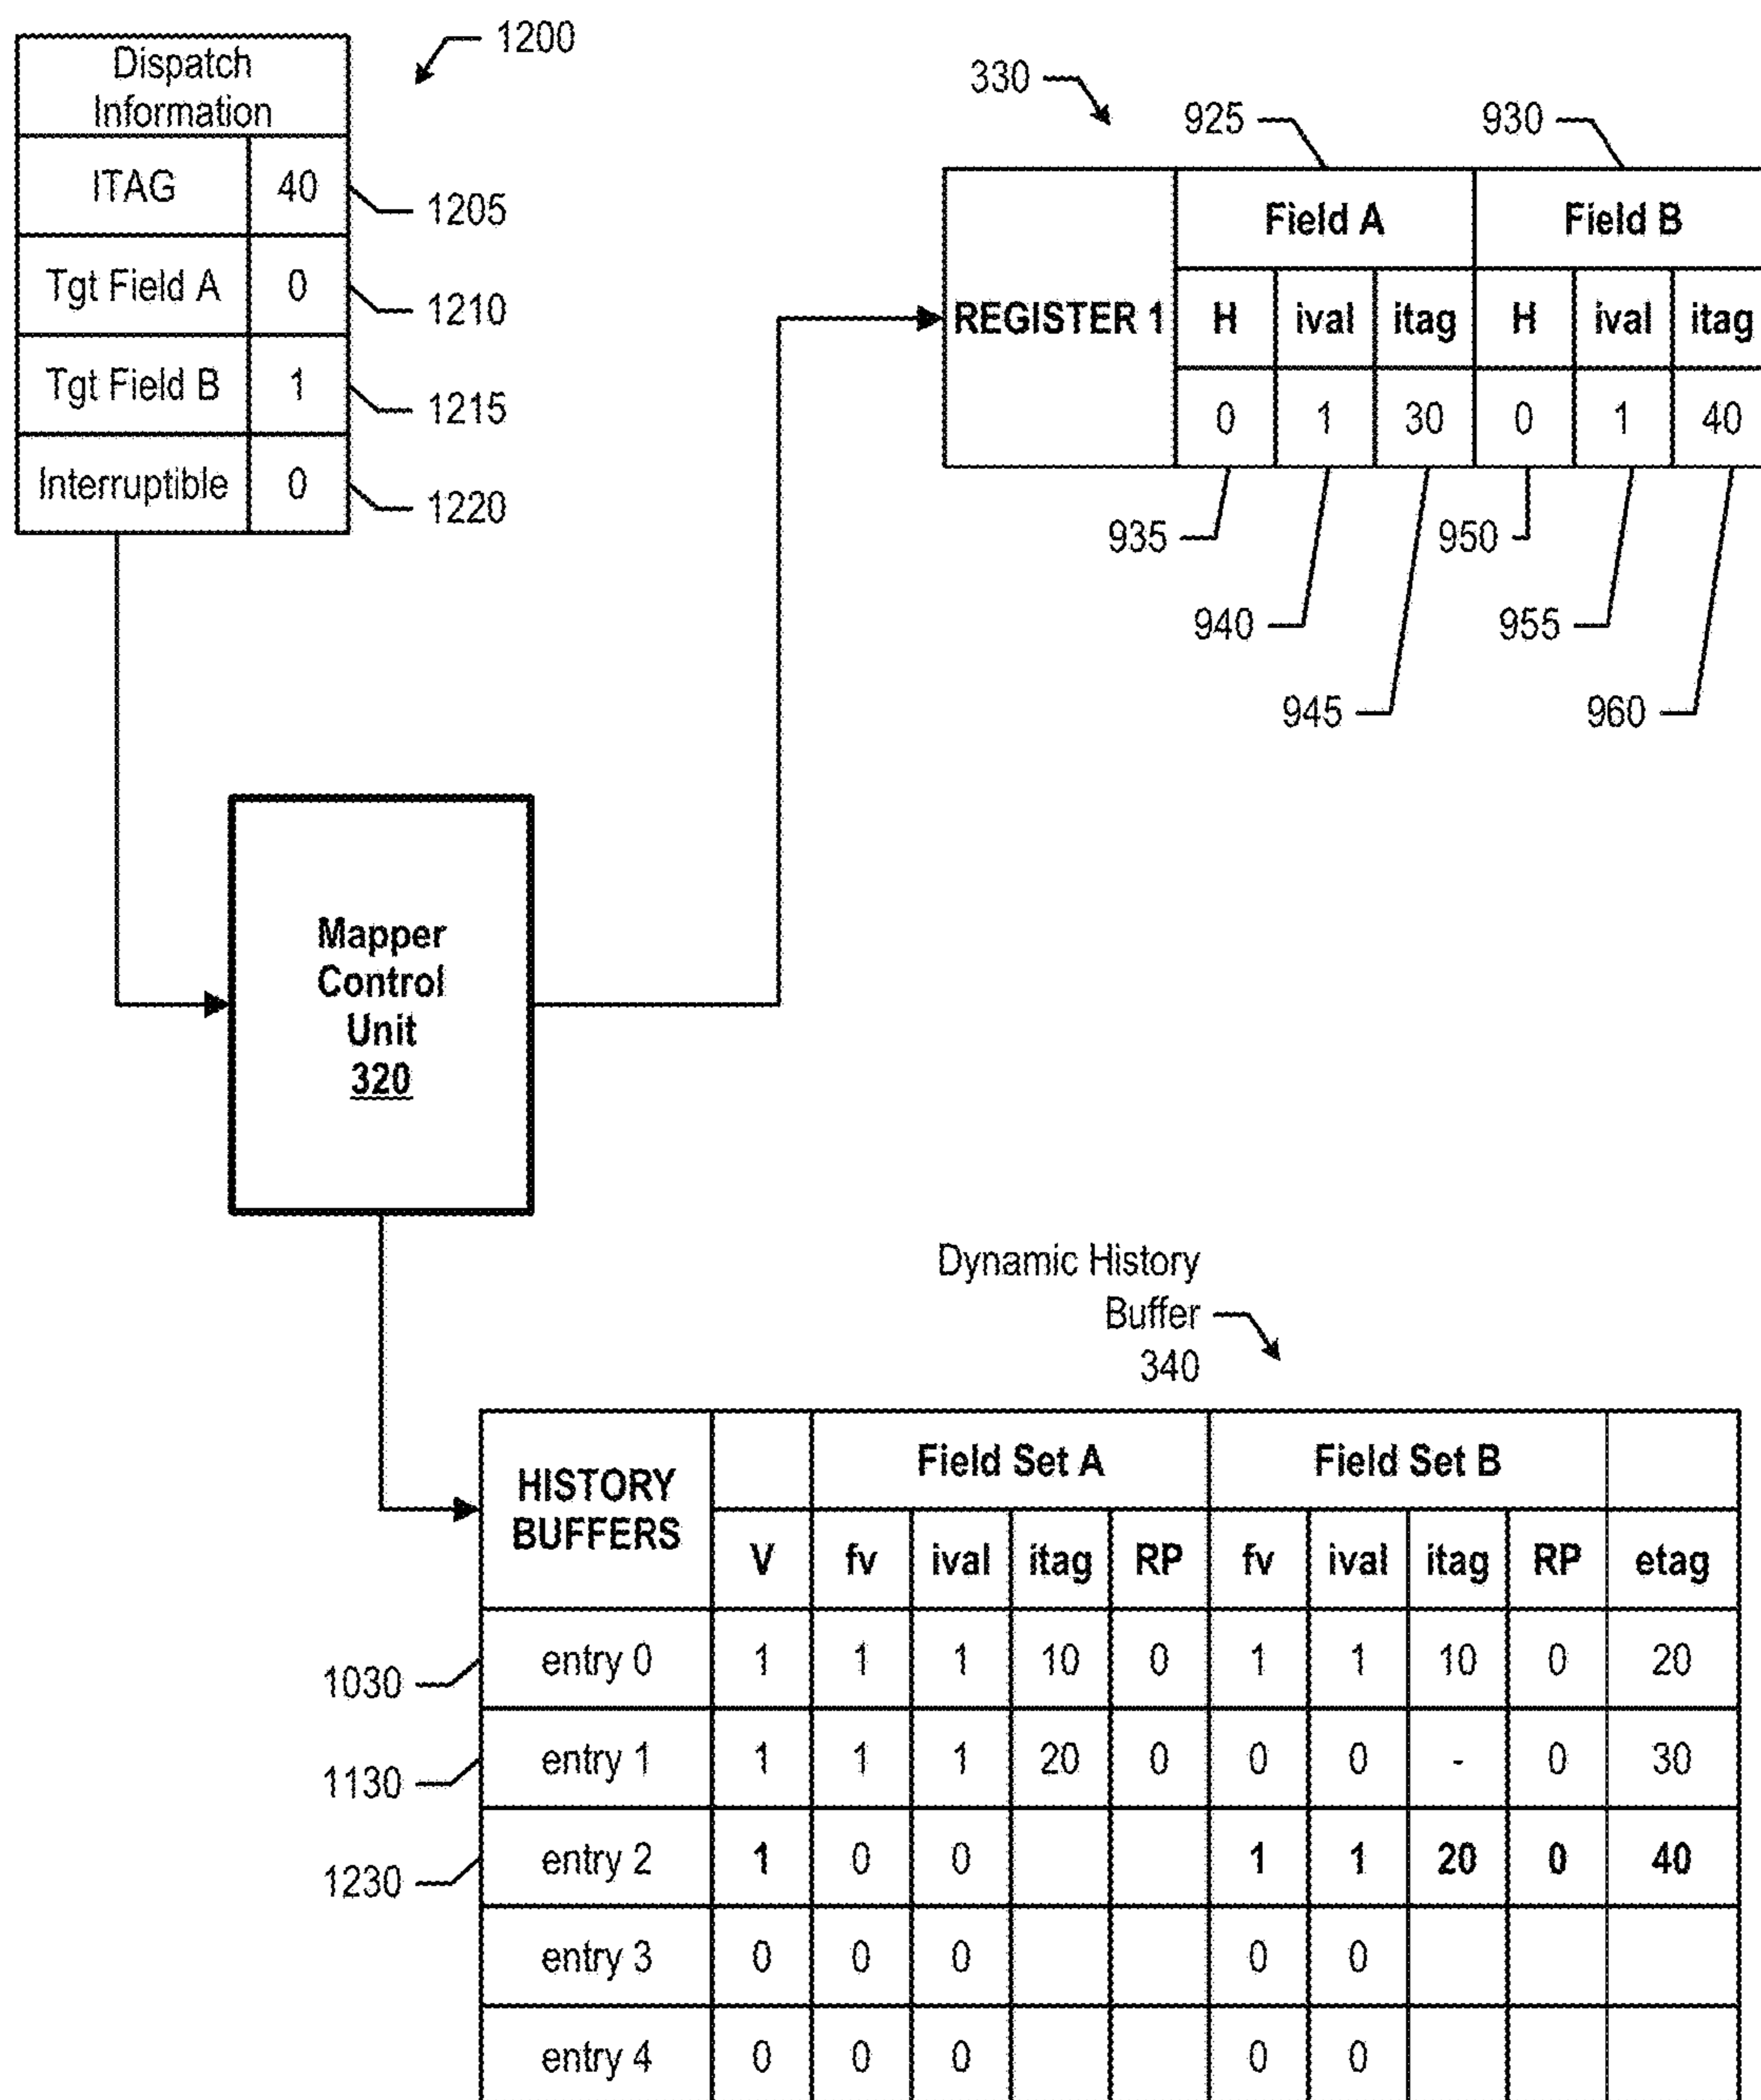 1200
Dispatch
Information
ITAG 40
1205
Tgt Field A 0
1210
Tgt Field B 1
1215
Interruptible 0
1220
330
925
930
REGISTER 1
Field A Field B
H ival itag H ival itag
0 1 30 0 1 40
935
950
940
955
945
960
Mapper
Control
Unit
320
Dynamic History
Buffer
340
HISTORY
BUFFERS
Field Set A Field Set B
V fv ival itag RP fv ival itag RP etag
1030
entry 0 1 1 1 10 0 1 1 10 0 20
1130
entry 1 1 1 1 20 0 0 0 - 0 30
1230
entry 2 1 0 0 1 1 20 0 40
entry 3 0 0 0 0 0
entry 4 0 0 0 0 0